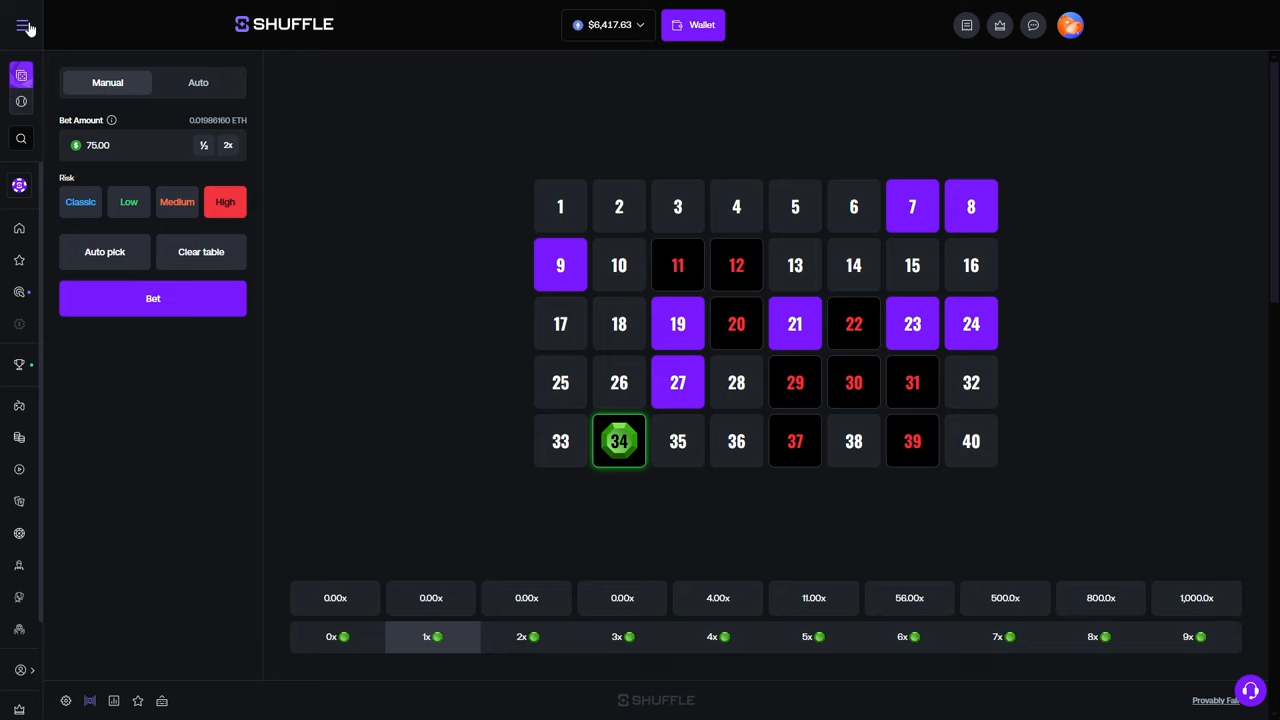 SHUFFLE
$6,417.63
Wallet
Manual
Auto
Bet Amount
0.01986160 ETH
75.00
½
2x
Risk
Classic
Low
Medium
High
Auto pick
Clear table
Bet
1 2 3 4 5 6 7 8
9 10 11 12 13 14 15 16
17 18 19 20 21 22 23 24
25 26 27 28 29 30 31 32
33 34 35 36 37 38 39 40
0.00x 0.00x 0.00x 0.00x 4.00x 11.00x 56.00x 500.0x 800.0x 1,000.0x
0x 1x 2x 3x 4x 5x 6x 7x 8x 9x
SHUFFLE
Provably